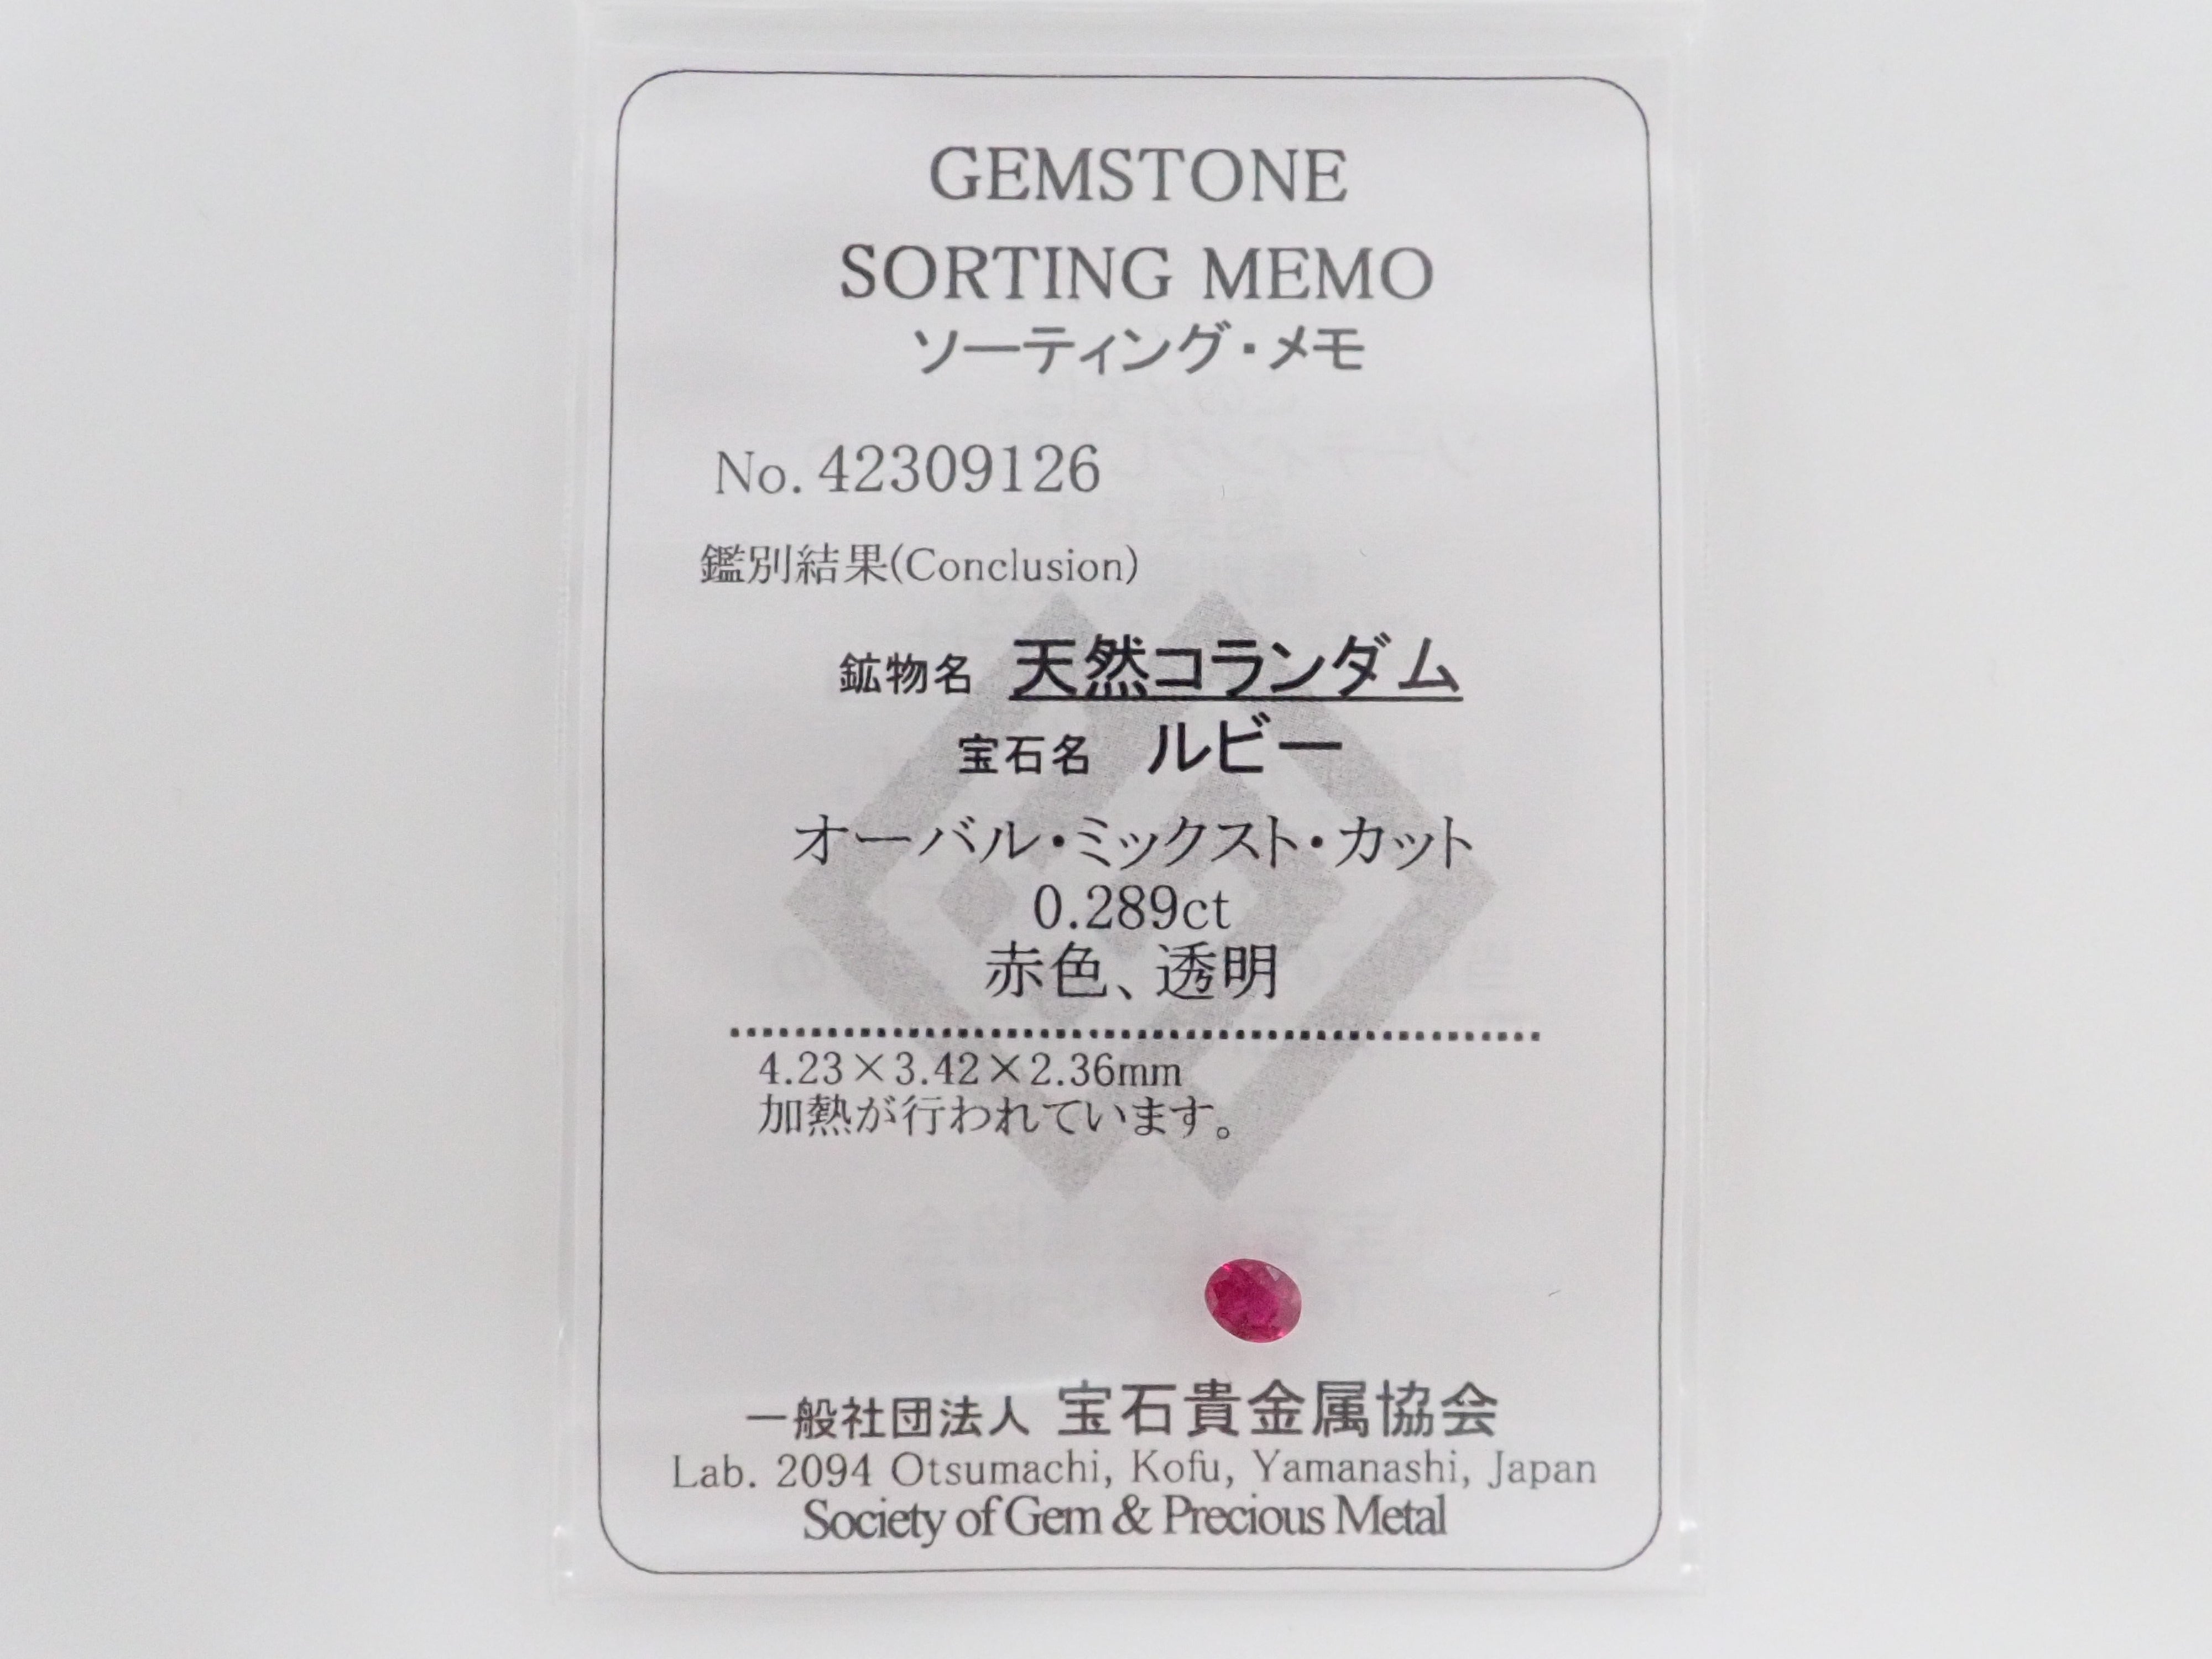 GEMSTONE
SORTING MEMO
ソーティング・メモ
No. 42309126
鑑別結果(Conclusion)
鉱物名 天然コランダム
宝石名 ルビー
オーバル・ミックスト・カット
0.289ct
赤色、透明
4.23×3.42×2.36mm
加熱が行われています。
一般社団法人 宝石貴金属協会
Lab. 2094 Otsumachi, Kofu, Yamanashi, Japan
Society of Gem & Precious Metal